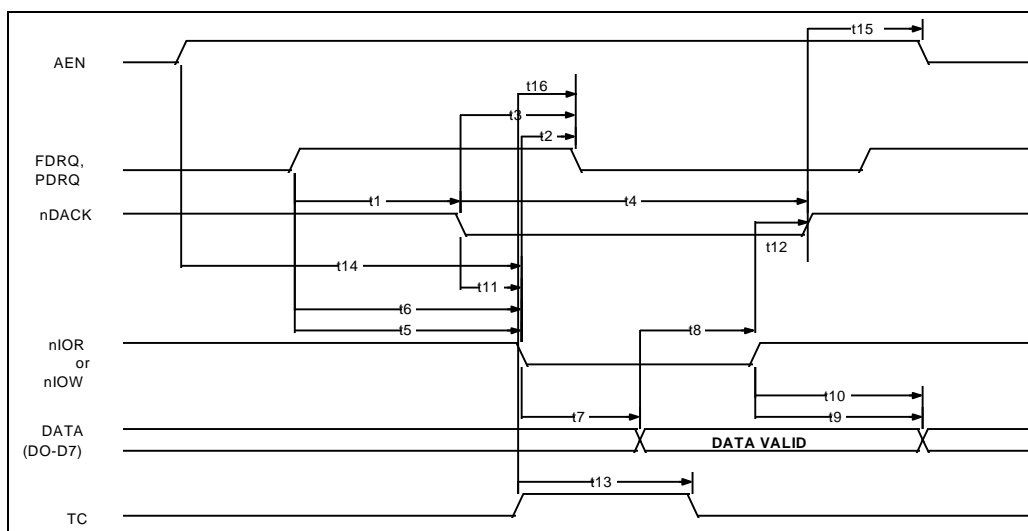 t15
AEN
t16
t3
t2
FDRQ,
PDRQ
t1
t4
nDACK
t12
t14
t11
t6
t5
t8
nIOR
or
nIOW
t10
t7
t9
DATA
(DO-D7)
DATA VALID
t13
TC